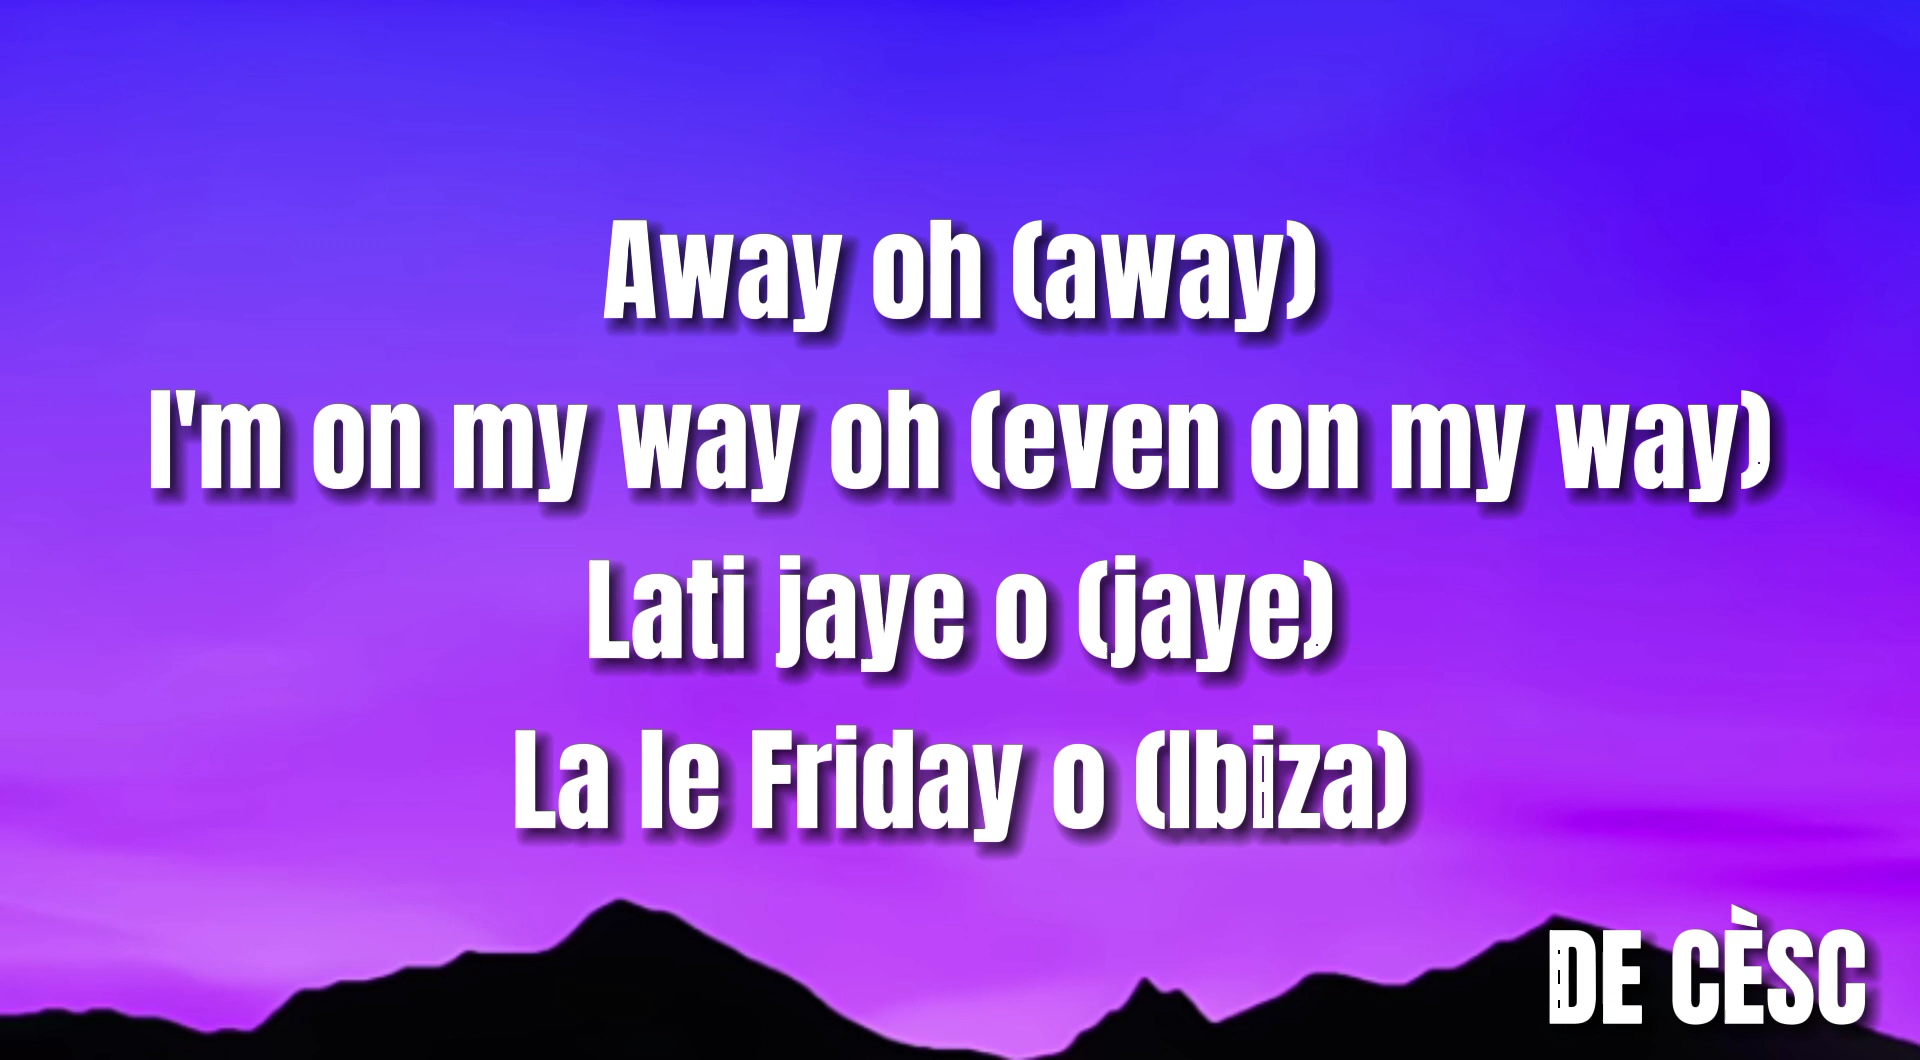 Away oh (away)
I'm on my way oh (even on my way)
Lati jaye o (jaye)
La le Friday o (Ibiza)
DE CÈSC